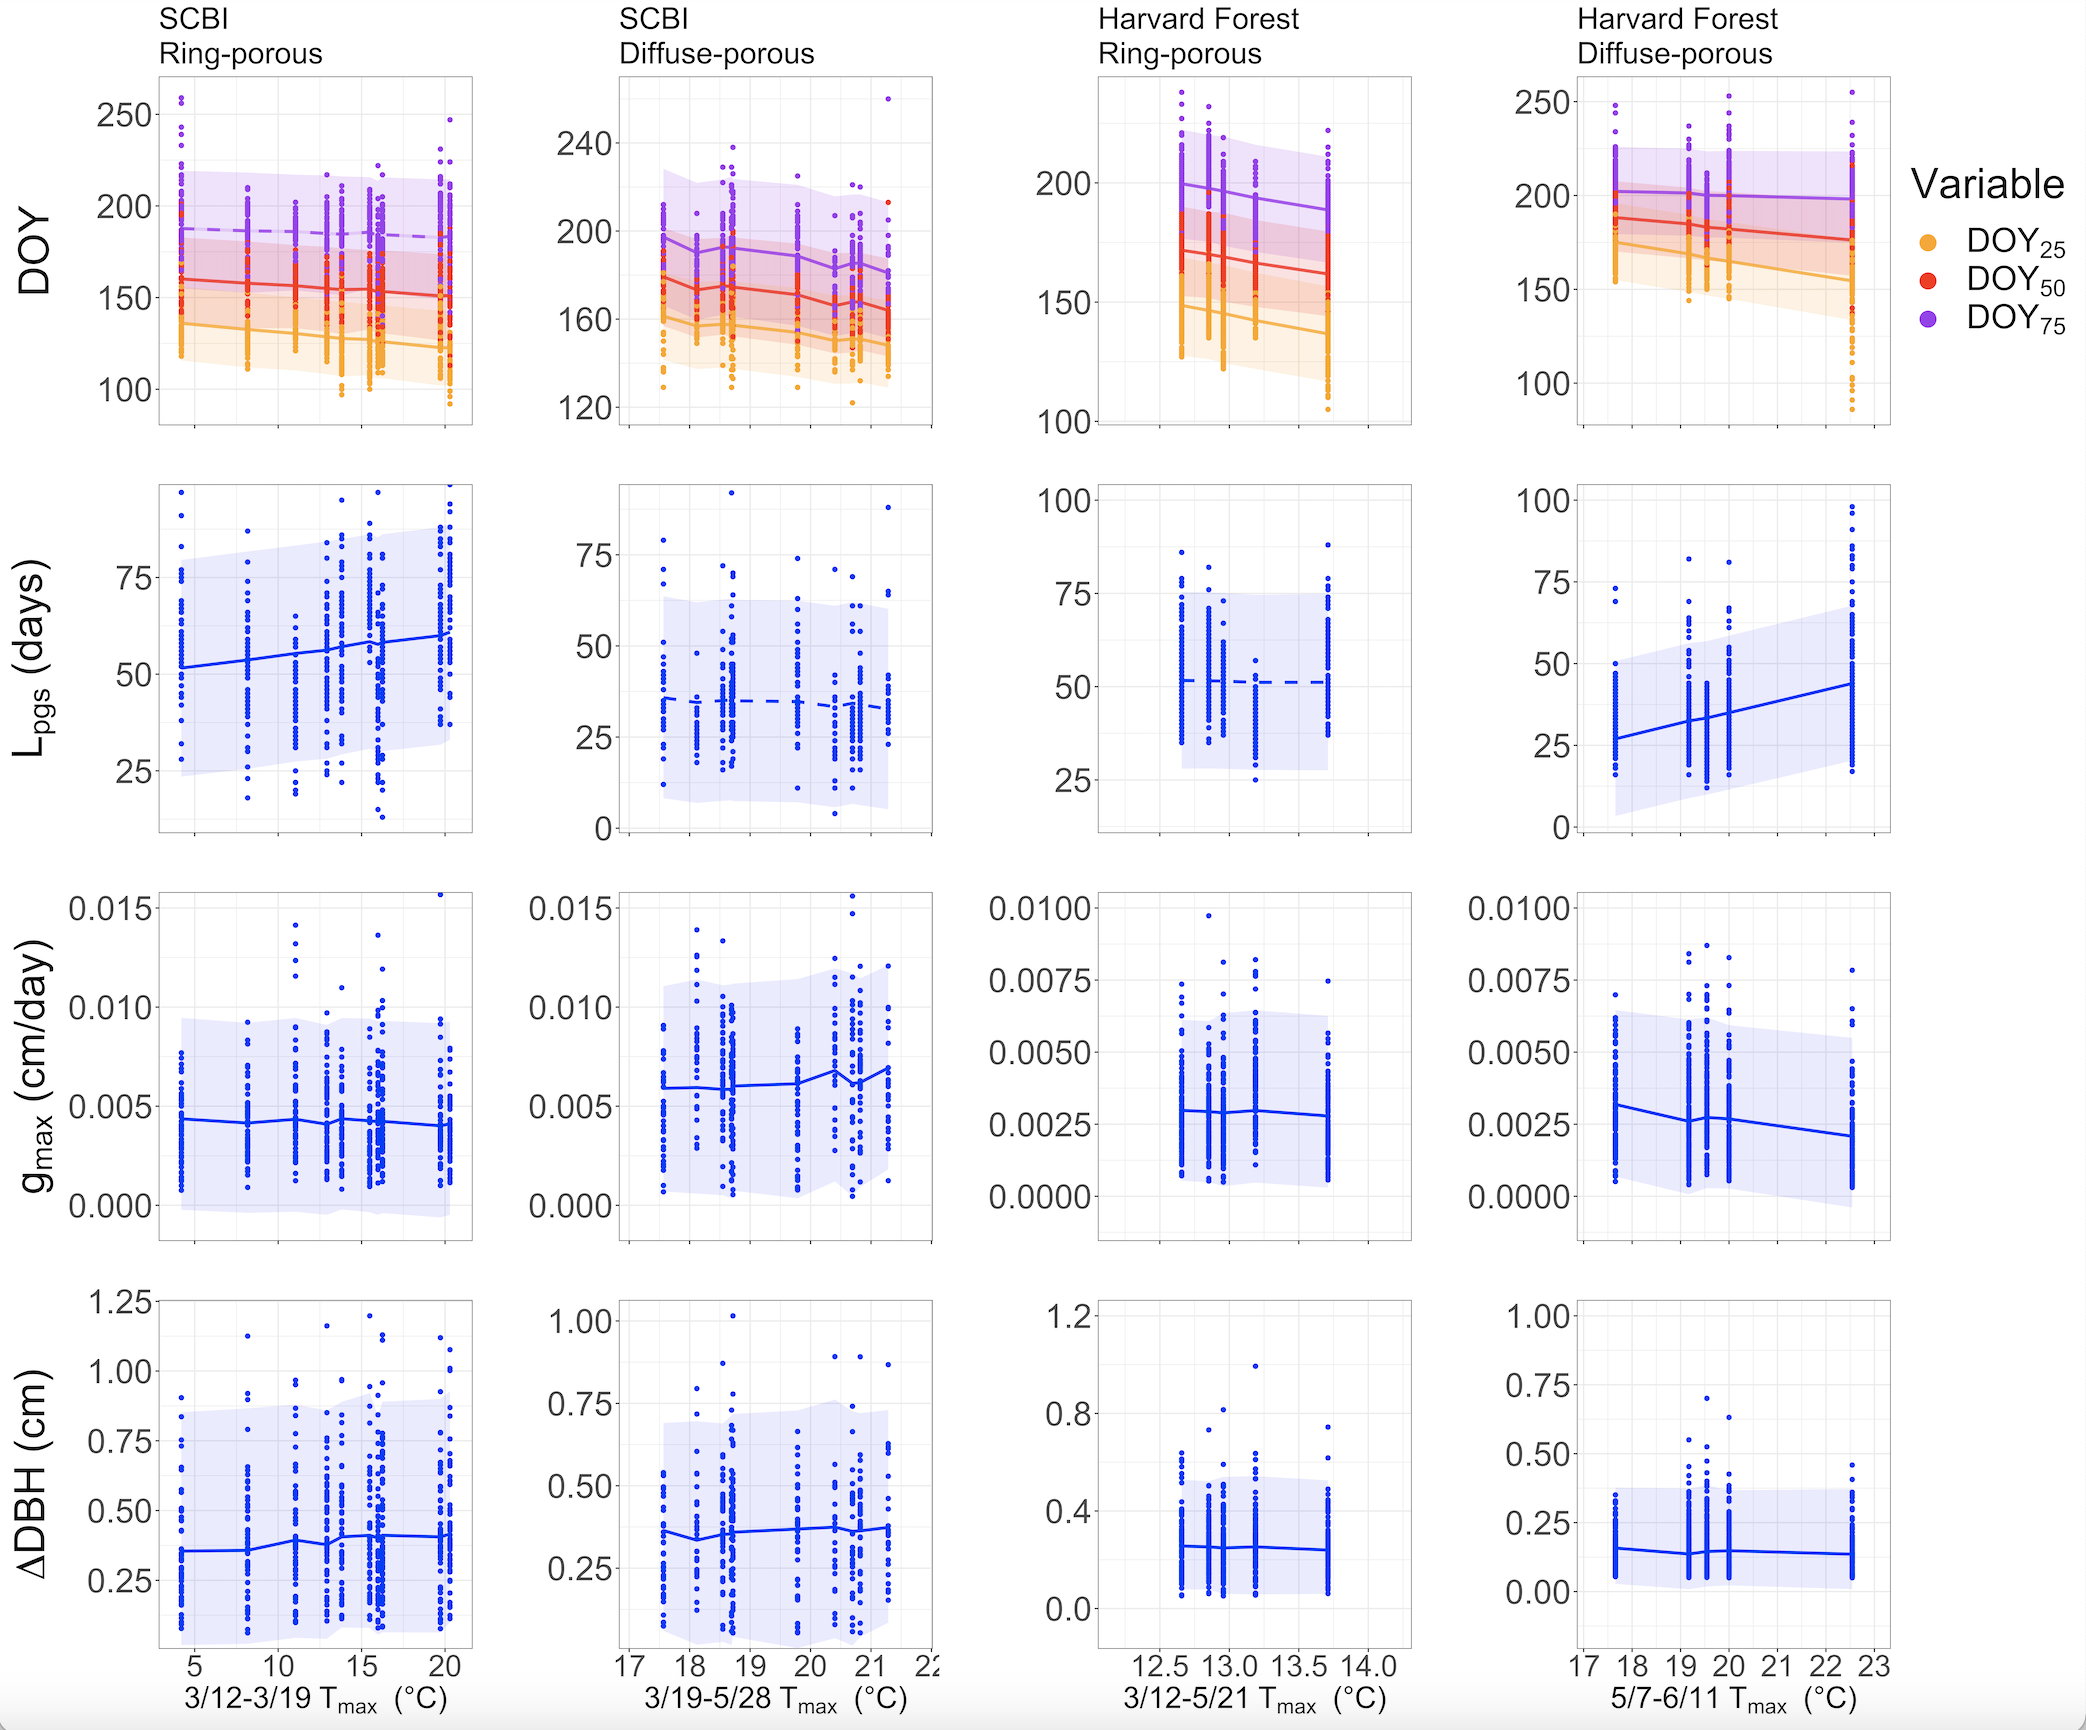 SCBI
Ring-porous
SCBI
Diffuse-porous
Harvard Forest
Ring-porous
Harvard Forest
Diffuse-porous
DOY
250
200
150
100
240
200
160
120
200
150
100
250
200
150
100
Variable
DOY25
DOY50
DOY75
Lpgs (days)
75
50
25
75
50
25
0
100
75
50
25
100
75
50
25
0
gmax (cm/day)
0.015
0.010
0.005
0.000
0.015
0.010
0.005
0.000
0.0100
0.0075
0.0050
0.0025
0.0000
0.0100
0.0075
0.0050
0.0025
0.0000
ΔDBH (cm)
1.25
1.00
0.75
0.50
0.25
1.00
0.75
0.50
0.25
1.2
0.8
0.4
0.0
1.00
0.75
0.50
0.25
0.00
5 10 15 20
17 18 19 20 21 22
12.5 13.0 13.5 14.0
17 18 19 20 21 22 23
3/12-3/19 Tmax (°C)
3/19-5/28 Tmax (°C)
3/12-5/21 Tmax (°C)
5/7-6/11 Tmax (°C)